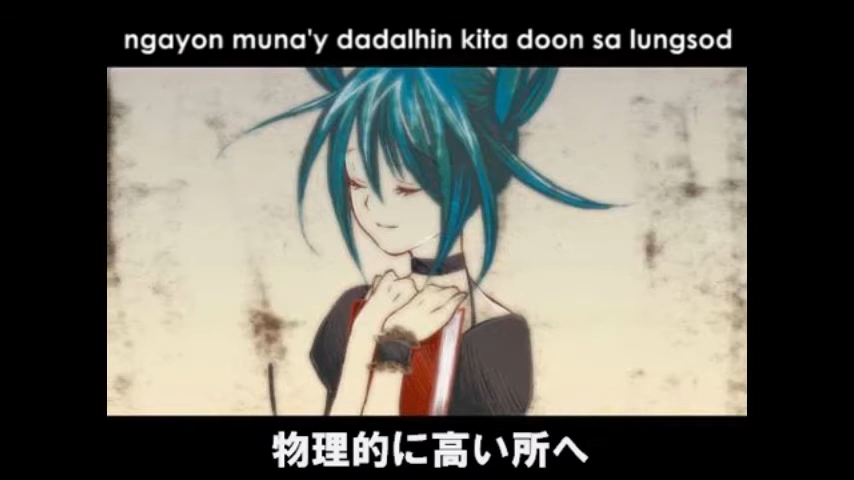 ngayon muna'y dadalhin kita doon sa lungsod
物理的に高い所へ